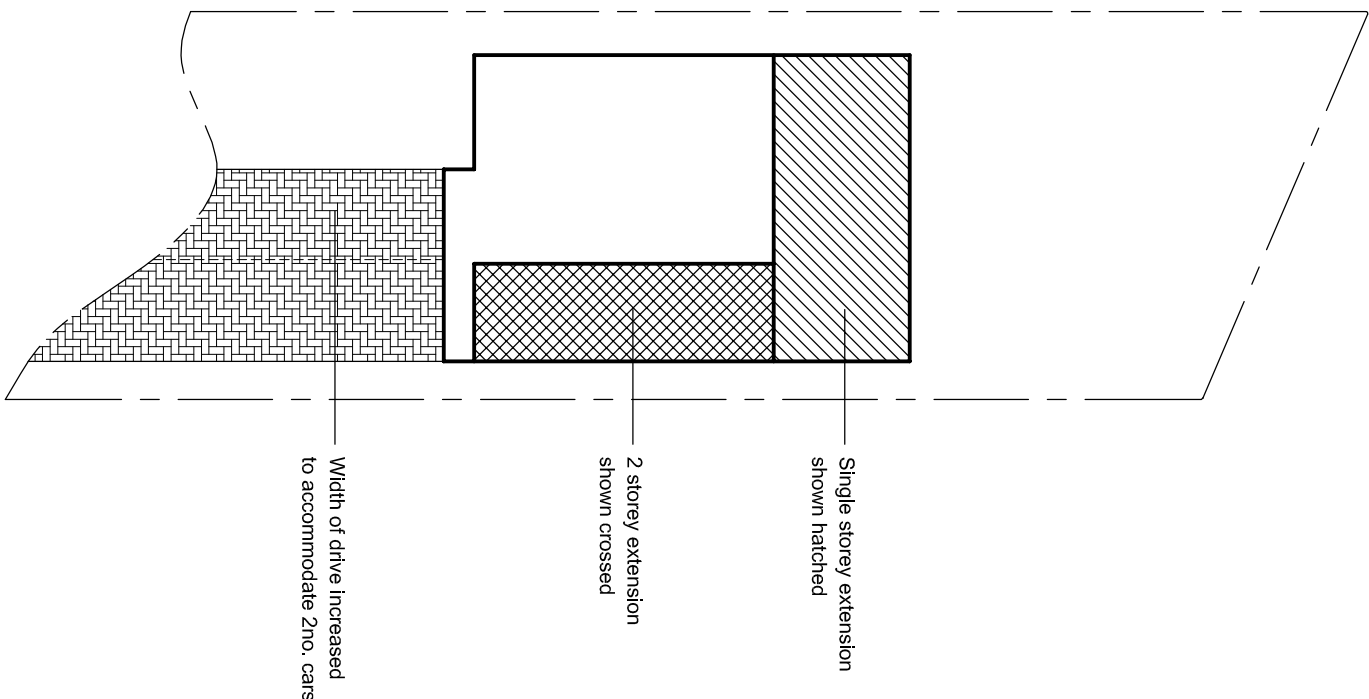 Single storey extension
shown hatched
2 storey extension
shown crossed
Width of drive increased
to accommodate 2no. cars